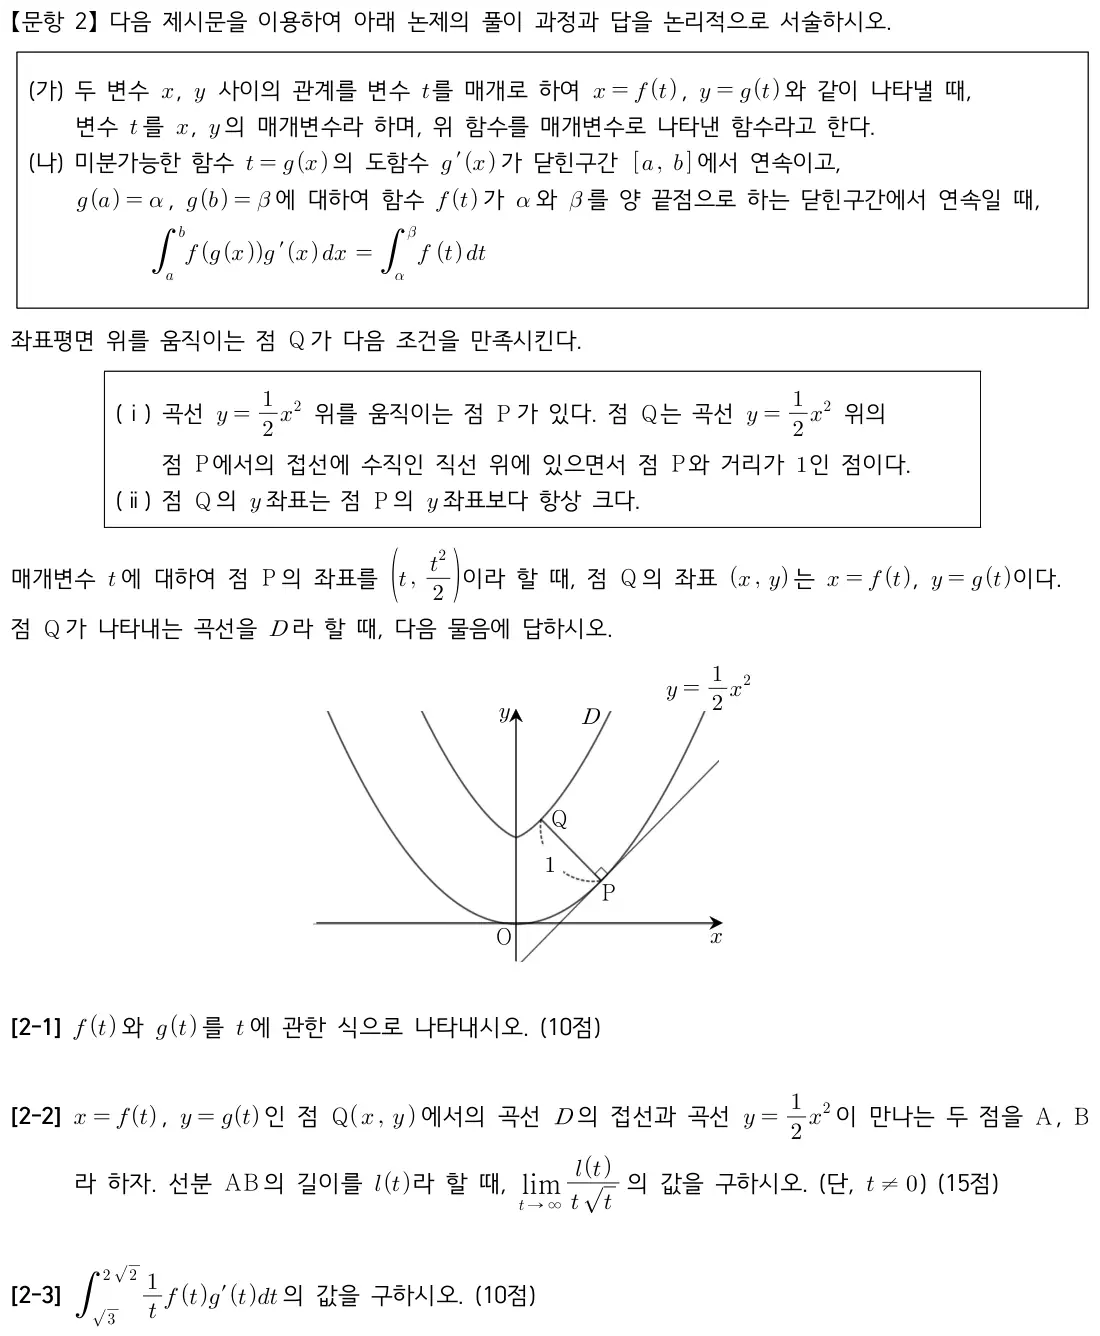 【문항 2】 다음 제시문을 이용하여 아래 논제의 풀이 과정과 답을 논리적으로 서술하시오.
(가) 두 변수 x, y 사이의 관계를 변수 t를 매개로 하여 x = f(t), y = g(t)와 같이 나타낼 때,
변수 t를 x, y의 매개변수라 하며, 위 함수를 매개변수로 나타낸 함수라고 한다.
(나) 미분가능한 함수 t = g(x)의 도함수 g′(x)가 닫힌구간 [a, b]에서 연속이고,
g(a) = α, g(b) = β에 대하여 함수 f(t)가 α와 β를 양 끝점으로 하는 닫힌구간에서 연속일 때,
∫_a^b f(g(x))g′(x)dx = ∫_α^β f(t)dt
좌표평면 위를 움직이는 점 Q가 다음 조건을 만족시킨다.
(ⅰ) 곡선 y = 1/2 x² 위를 움직이는 점 P가 있다. 점 Q는 곡선 y = 1/2 x² 위의
점 P에서의 접선에 수직인 직선 위에 있으면서 점 P와 거리가 1인 점이다.
(ⅱ) 점 Q의 y좌표는 점 P의 y좌표보다 항상 크다.
매개변수 t에 대하여 점 P의 좌표를 (t, t²/2)이라 할 때, 점 Q의 좌표 (x, y)는 x = f(t), y = g(t)이다.
점 Q가 나타내는 곡선을 D라 할 때, 다음 물음에 답하시오.
y = 1/2 x²
y
D
Q
1
P
O
x
[2-1] f(t)와 g(t)를 t에 관한 식으로 나타내시오. (10점)
[2-2] x = f(t), y = g(t)인 점 Q(x, y)에서의 곡선 D의 접선과 곡선 y = 1/2 x²이 만나는 두 점을 A, B
라 하자. 선분 AB의 길이를 l(t)라 할 때, lim_{t→∞} l(t)/(t√t) 의 값을 구하시오. (단, t ≠ 0) (15점)
[2-3] ∫_{√3}^{2√2} 1/t f(t)g′(t)dt의 값을 구하시오. (10점)